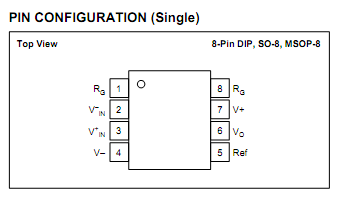 PIN CONFIGURATION (Single)
Top View 8-Pin DIP, SO-8, MSOP-8
RG 1 8 RG
V–IN 2 7 V+
V+IN 3 6 VO
V– 4 5 Ref